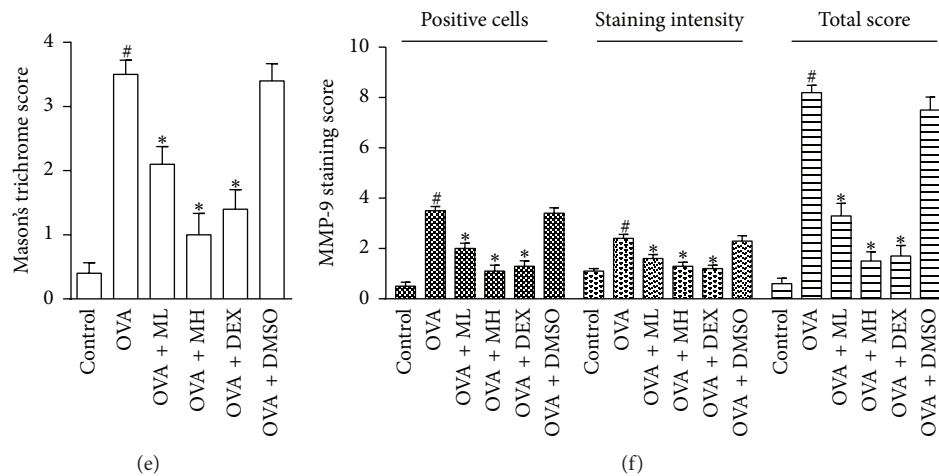 Mason's trichrome score
4
3
2
1
0
#
*
*
*
Control
OVA
OVA + ML
OVA + MH
OVA + DEX
OVA + DMSO
(e)
MMP-9 staining score
10
8
6
4
2
0
Positive cells
#
*
*
*
Control
OVA
OVA + ML
OVA + MH
OVA + DEX
OVA + DMSO
Staining intensity
#
*
*
*
Control
OVA
OVA + ML
OVA + MH
OVA + DEX
OVA + DMSO
Total score
#
*
*
*
Control
OVA
OVA + ML
OVA + MH
OVA + DEX
OVA + DMSO
(f)